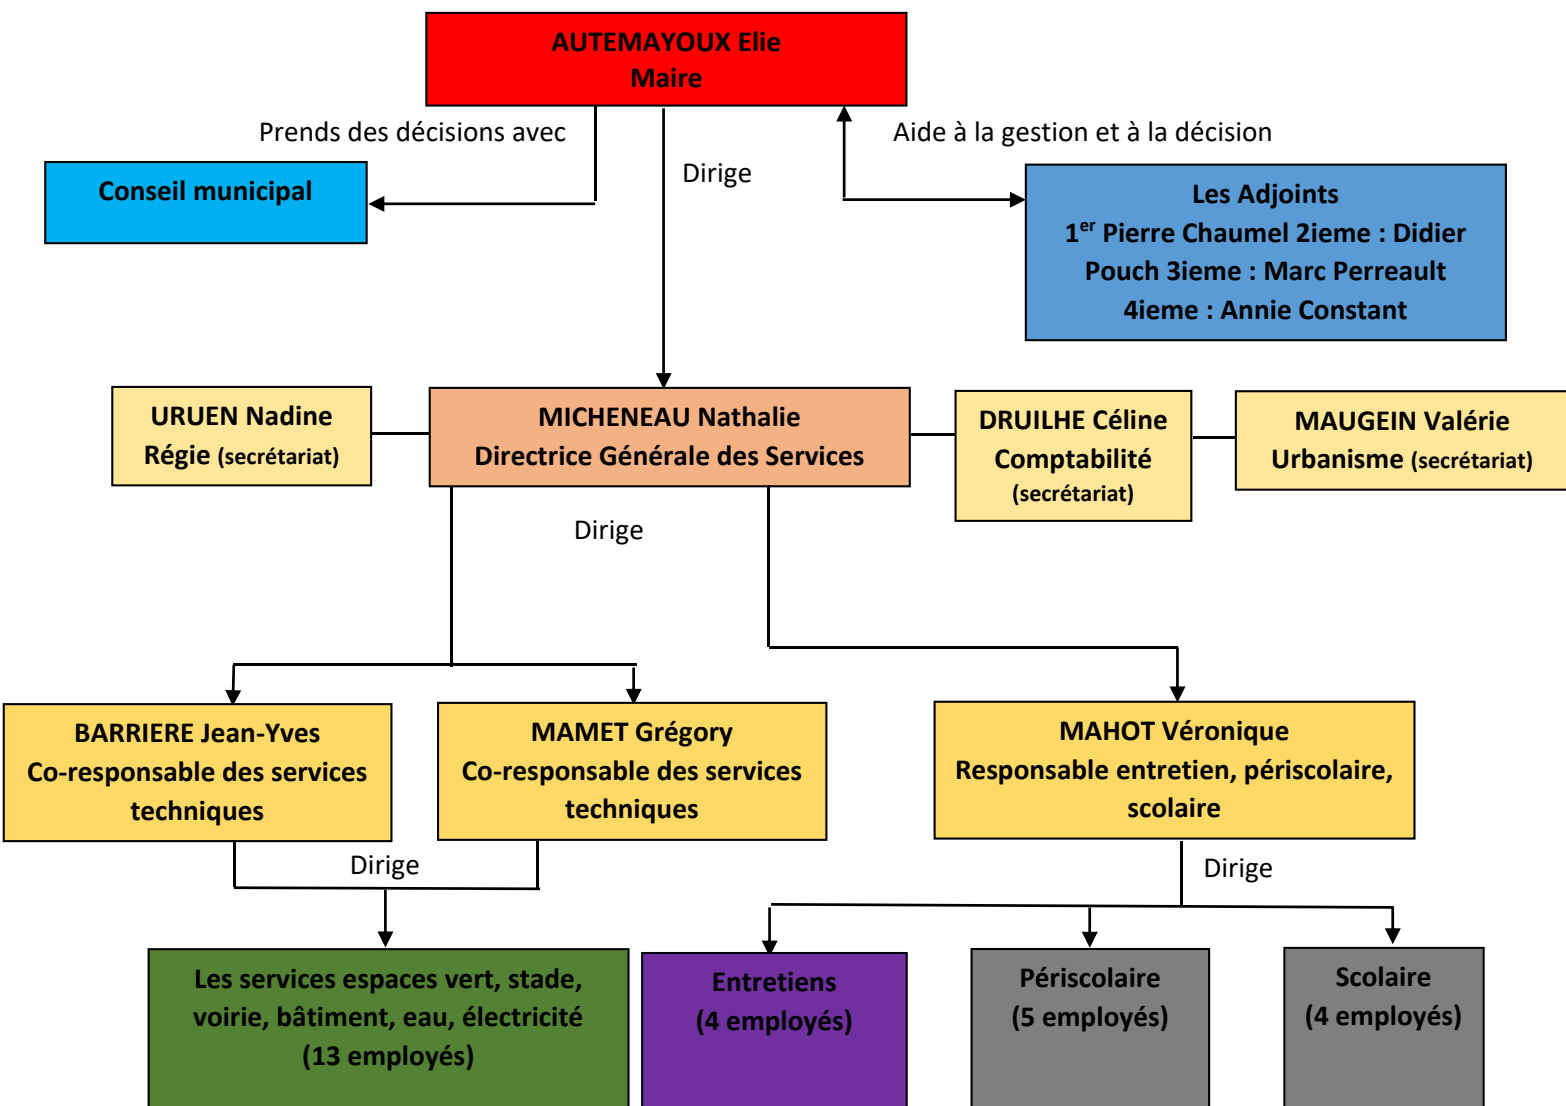 AUTEMAYOUX Elie
Maire
Prends des décisions avec
Aide à la gestion et à la décision
Dirige
Conseil municipal
Les Adjoints
1er Pierre Chaumel 2ieme : Didier
Pouch 3ieme : Marc Perreault
4ieme : Annie Constant
URUEN Nadine
Régie (secrétariat)
MICHENEAU Nathalie
Directrice Générale des Services
DRUILHE Céline
Comptabilité
(secrétariat)
MAUGEIN Valérie
Urbanisme (secrétariat)
Dirige
BARRIERE Jean-Yves
Co-responsable des services
techniques
MAMET Grégory
Co-responsable des services
techniques
MAHOT Véronique
Responsable entretien, périscolaire,
scolaire
Dirige
Dirige
Les services espaces vert, stade,
voirie, bâtiment, eau, électricité
(13 employés)
Entretiens
(4 employés)
Périscolaire
(5 employés)
Scolaire
(4 employés)